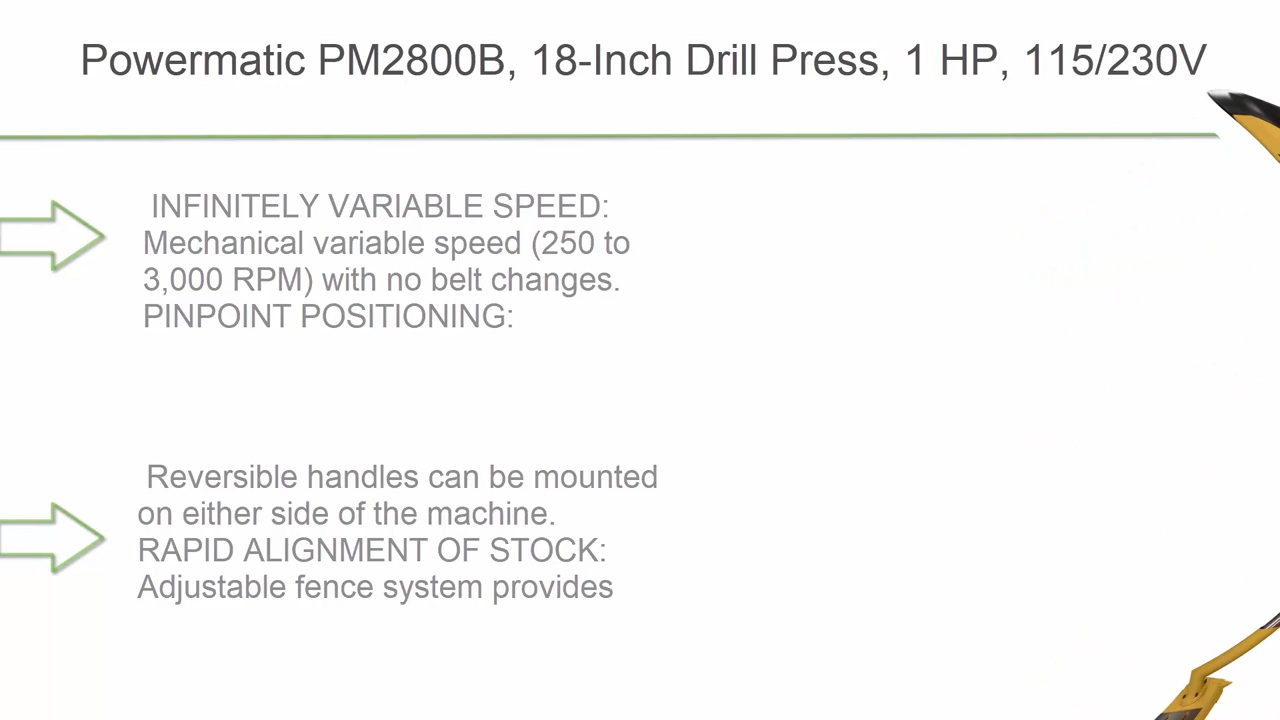 Powermatic PM2800B, 18-Inch Drill Press, 1 HP, 115/230V
INFINITELY VARIABLE SPEED:
Mechanical variable speed (250 to
3,000 RPM) with no belt changes.
PINPOINT POSITIONING:
Reversible handles can be mounted
on either side of the machine.
RAPID ALIGNMENT OF STOCK:
Adjustable fence system provides